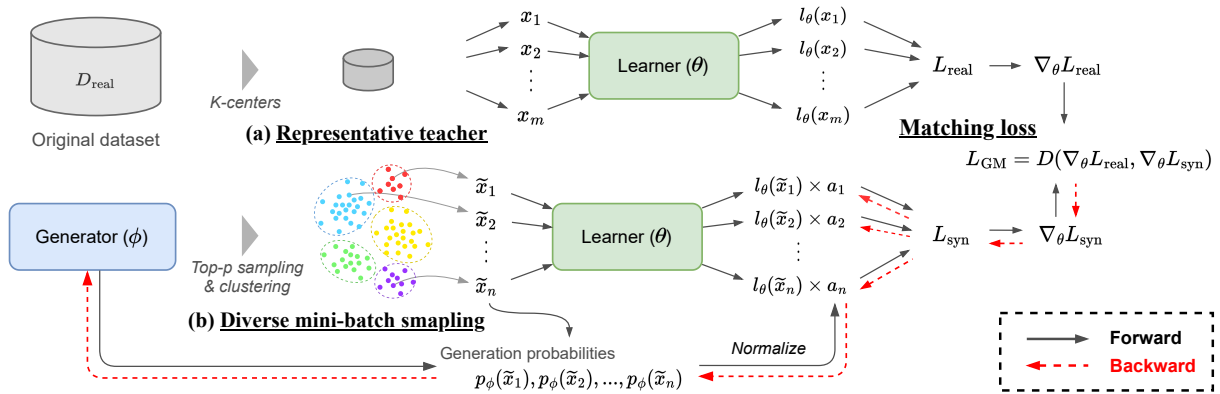 D_real
Original dataset
K-centers
(a) Representative teacher
x_1
x_2
⋮
x_m
Learner (θ)
l_θ(x_1)
l_θ(x_2)
⋮
l_θ(x_m)
L_real
∇_θ L_real
Matching loss
L_GM = D(∇_θ L_real, ∇_θ L_syn)
Generator (ϕ)
Top-p sampling
& clustering
(b) Diverse mini-batch smapling
x̃_1
x̃_2
⋮
x̃_n
Learner (θ)
l_θ(x̃_1) × a_1
l_θ(x̃_2) × a_2
⋮
l_θ(x̃_n) × a_n
L_syn
∇_θ L_syn
Generation probabilities
p_ϕ(x̃_1), p_ϕ(x̃_2), ..., p_ϕ(x̃_n)
Normalize
Forward
Backward